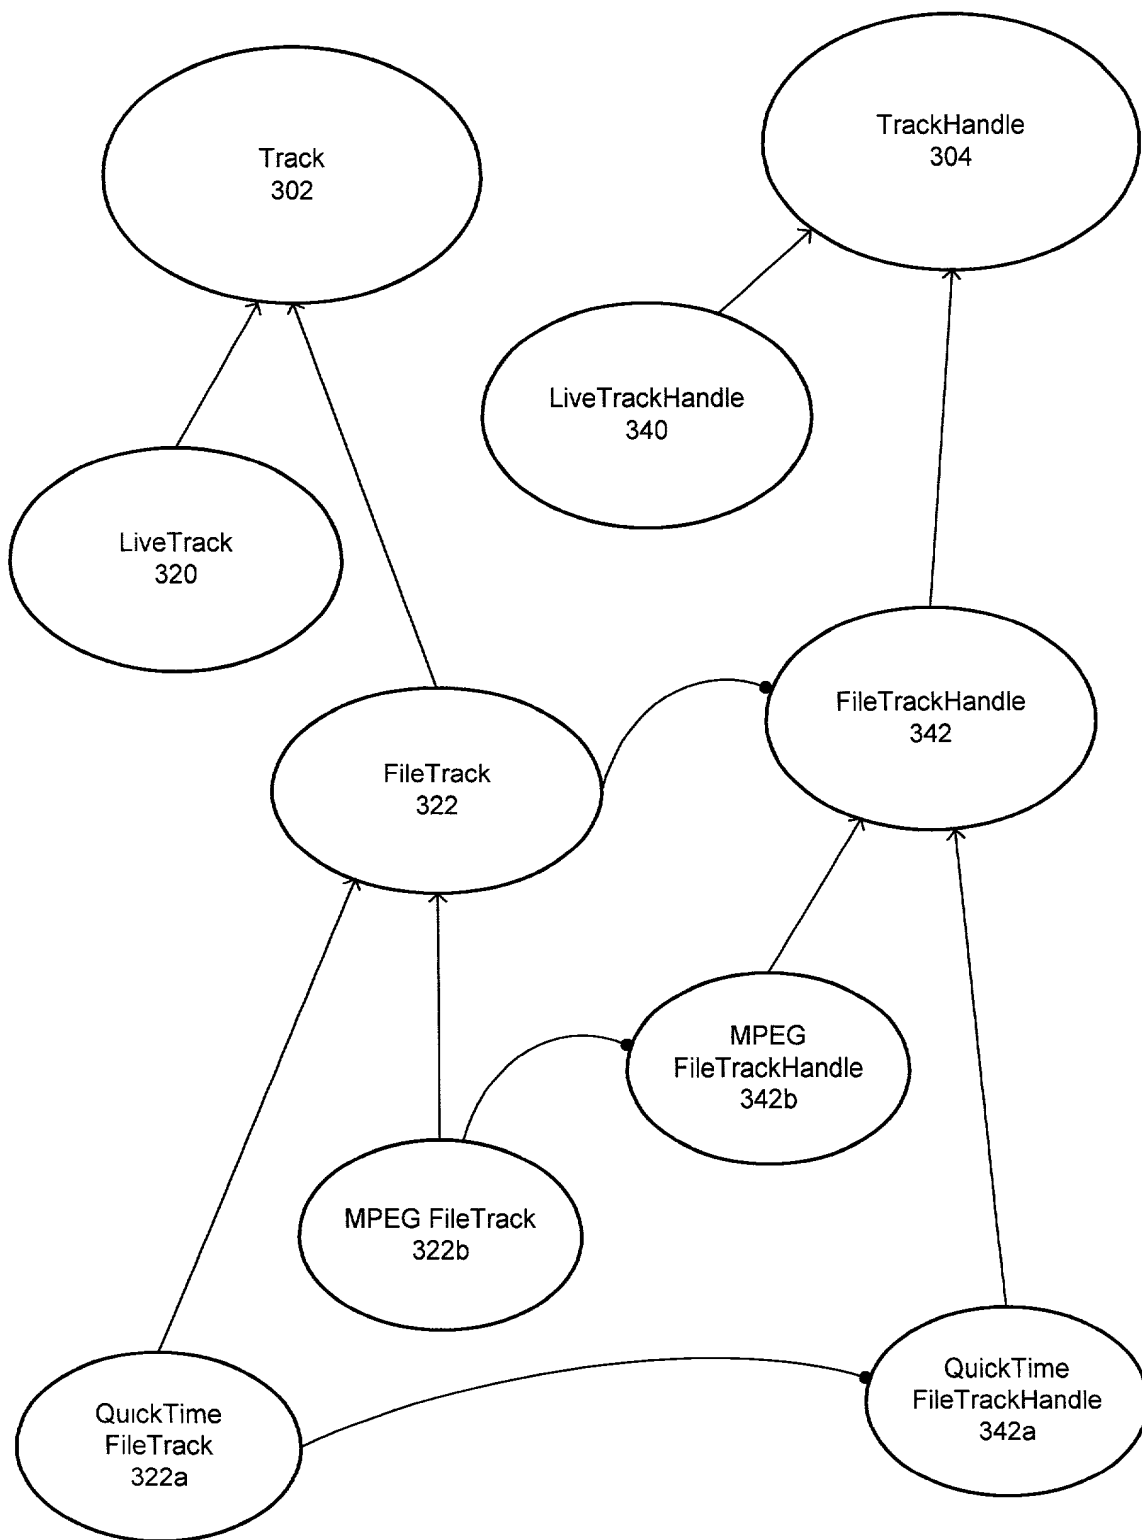 Track
302
TrackHandle
304
LiveTrackHandle
340
LiveTrack
320
FileTrackHandle
342
FileTrack
322
MPEG
FileTrackHandle
342b
MPEG FileTrack
322b
QuickTime
FileTrackHandle
342a
QuickTime
FileTrack
322a